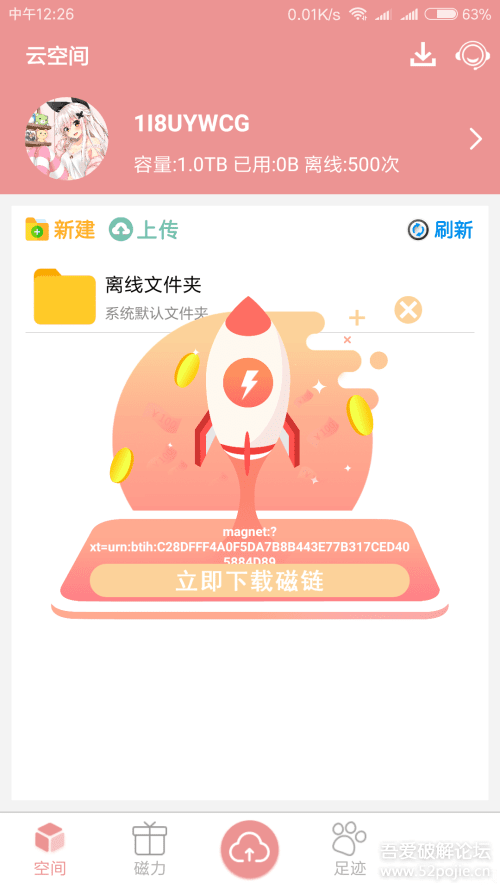 中午12:26
0.01K/s
63%
云空间
1I8UYWCG
容量:1.0TB 已用:0B 离线:500次
新建
上传
刷新
离线文件夹
系统默认文件夹
magnet:?
xt=urn:btih:C28DFFF4A0F5DA7B8B443E77B317CED40
5884D89
立即下载磁链
空间
磁力
足迹
吾爱破解论坛
www.52pojie.cn